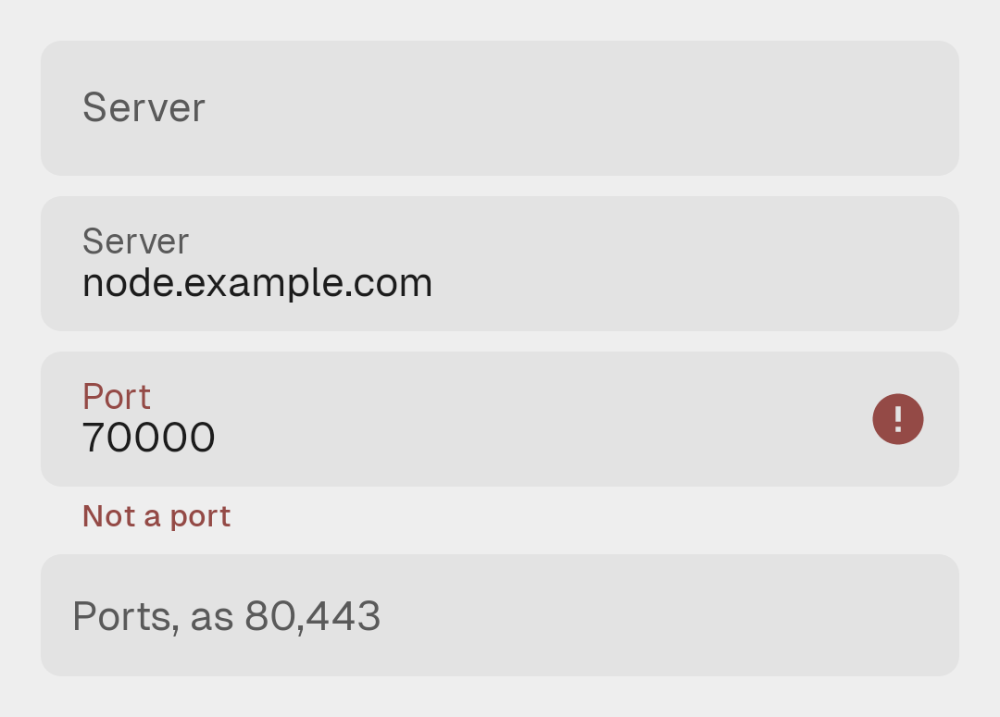 Server
Server
node.example.com
Port
70000
!
Not a port
Ports, as 80,443